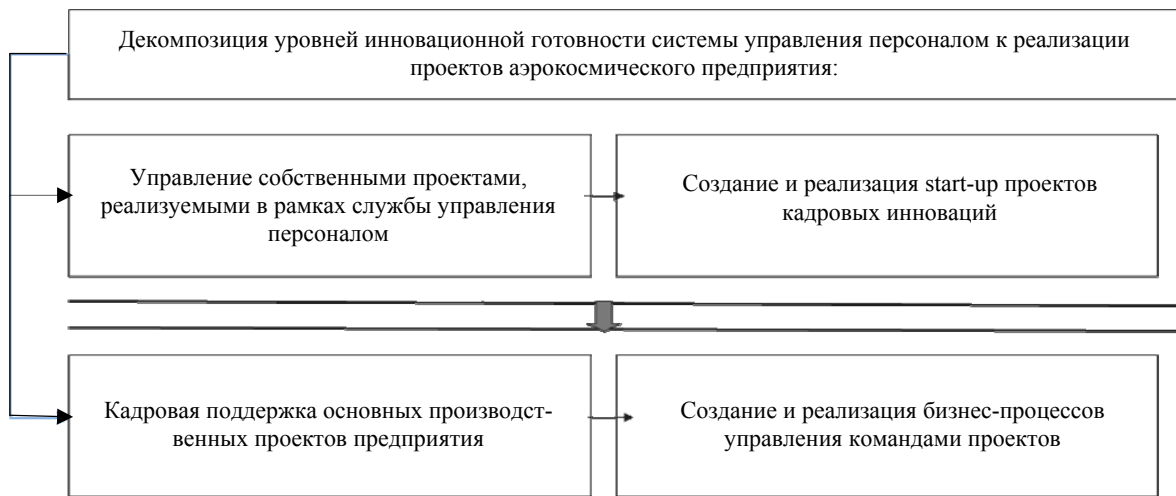 Декомпозиция уровней инновационной готовности системы управления персоналом к реализации
проектов аэрокосмического предприятия:
Управление собственными проектами,
реализуемыми в рамках службы управления
персоналом
Создание и реализация start-up проектов
кадровых инноваций
Кадровая поддержка основных производст-
венных проектов предприятия
Создание и реализация бизнес-процессов
управления командами проектов